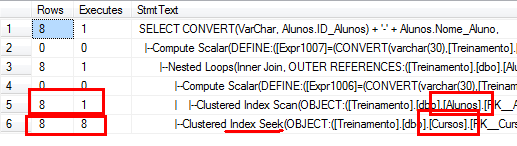 Rows Executes StmtText
1 8 1 SELECT CONVERT(VarChar, Alunos.ID_Alunos) + '-' + Alunos.Nome_Aluno,
2 0 0 |--Compute Scalar(DEFINE:([Expr1007]=(CONVERT(varchar(30),[Treinamento].[
3 8 1 |--Nested Loops(Inner Join, OUTER REFERENCES:([Treinamento].[dbo].[Alu
4 0 0 |--Compute Scalar(DEFINE:([Expr1006]=(CONVERT(varchar(30),[Treinam
5 8 1 |--Clustered Index Scan(OBJECT:([Treinamento].[dbo].[Alunos].[PK__Alu
6 8 8 |--Clustered Index Seek(OBJECT:([Treinamento].[dbo].[Cursos].[PK__Curs